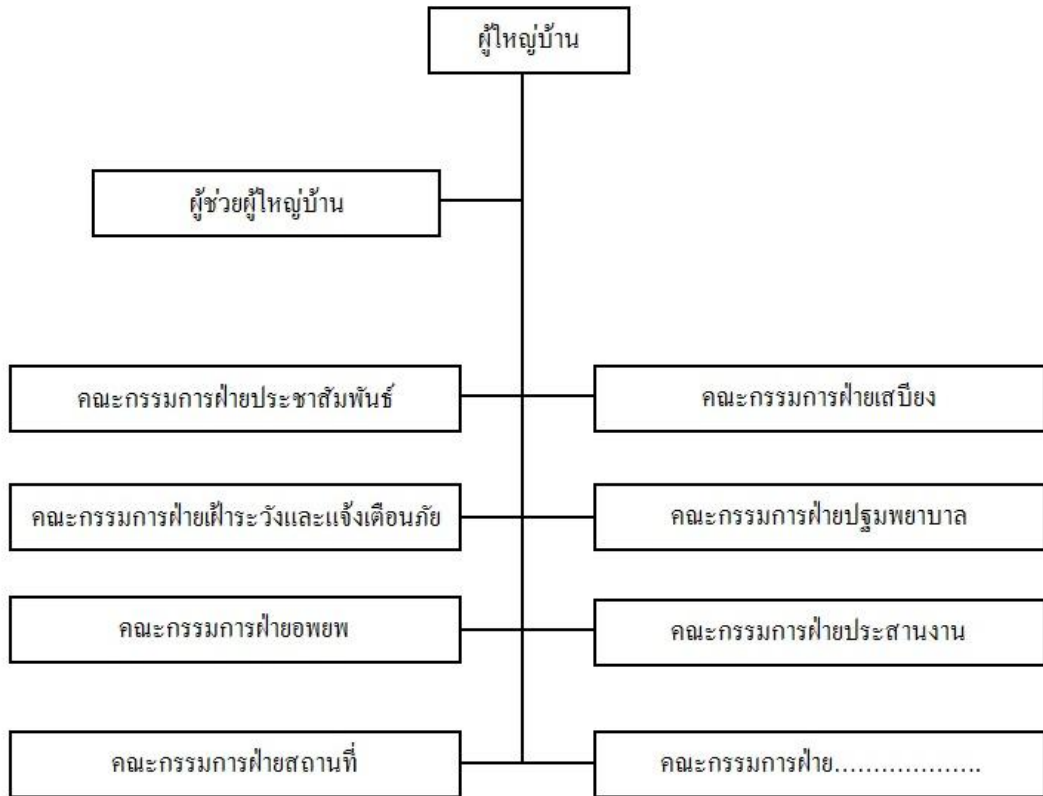 ผู้ใหญ่บ้าน
ผู้ช่วยผู้ใหญ่บ้าน
คณะกรรมการฝ่ายประชาสัมพันธ์
คณะกรรมการฝ่ายเสบียง
คณะกรรมการฝ่ายเฝ้าระวังและแจ้งเตือนภัย
คณะกรรมการฝ่ายปฐมพยาบาล
คณะกรรมการฝ่ายอพยพ
คณะกรรมการฝ่ายประสานงาน
คณะกรรมการฝ่ายสถานที่
คณะกรรมการฝ่าย...................